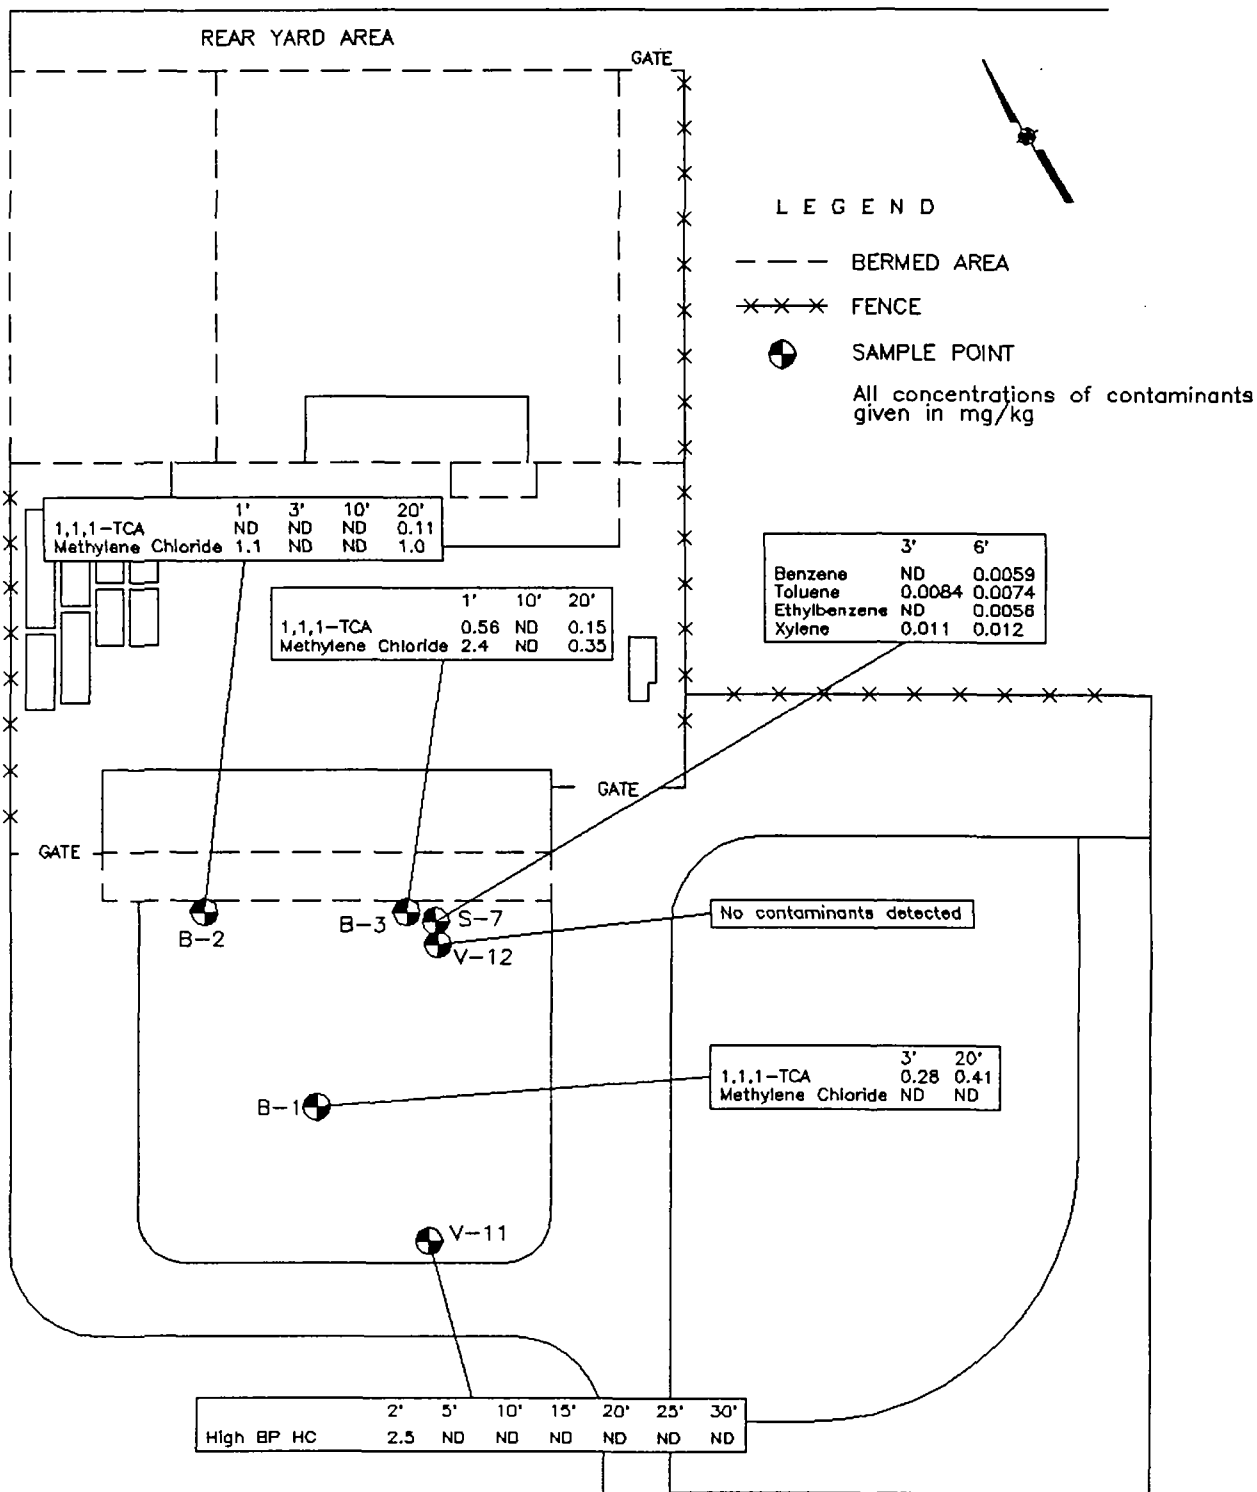 REAR YARD AREA
GATE
L E G E N D
BERMED AREA
FENCE
SAMPLE POINT
All concentrations of contaminants
given in mg/kg
1' 3' 10' 20'
1,1,1-TCA ND ND ND 0.11
Methylene Chloride 1.1 ND ND 1.0
3' 6'
Benzene ND 0.0059
Toluene 0.0084 0.0074
Ethylbenzene ND 0.0058
Xylene 0.011 0.012
1' 10' 20'
1,1,1-TCA 0.56 ND 0.15
Methylene Chloride 2.4 ND 0.35
GATE
GATE
B-2
B-3
S-7
V-12
No contaminants detected
3' 20'
1,1,1-TCA 0.28 0.41
Methylene Chloride ND ND
B-1
V-11
2' 5' 10' 15' 20' 25' 30'
High BP HC 2.5 ND ND ND ND ND ND